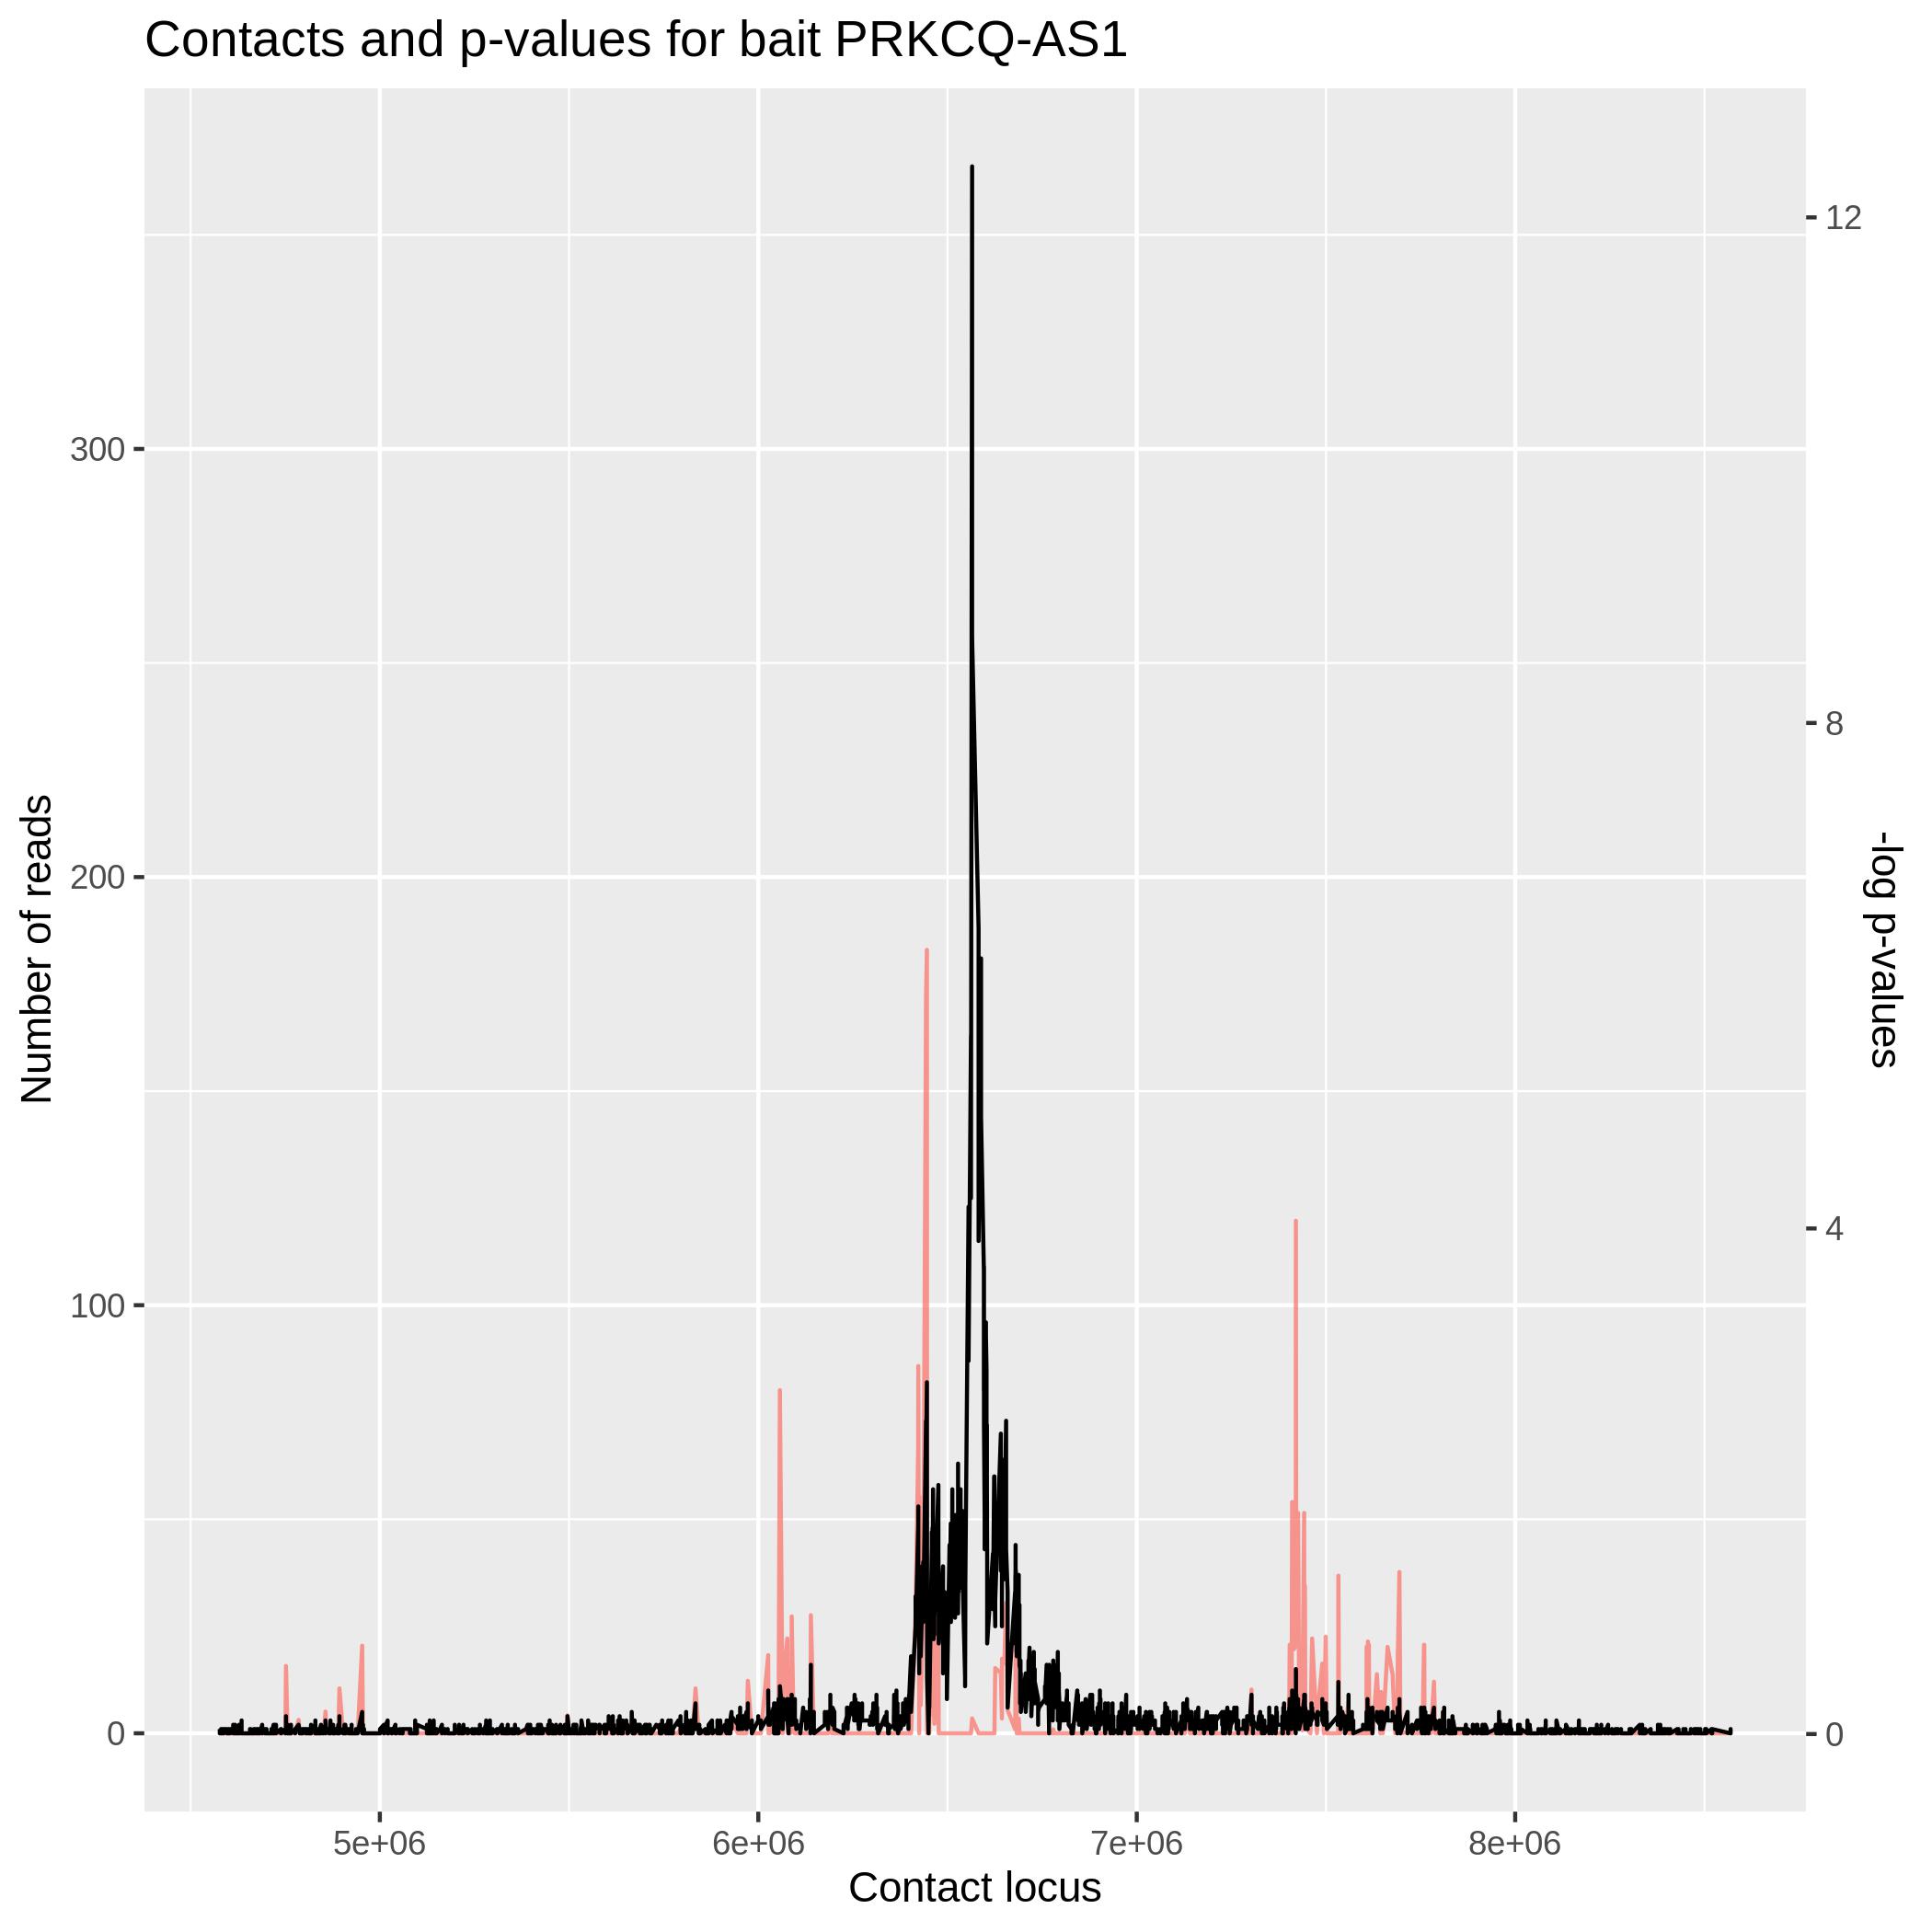 Contacts and p-values for bait PRKCQ-AS1
Number of reads
300
200
100
0
12
8
4
0
-log p-values
5e+06
6e+06
7e+06
8e+06
Contact locus